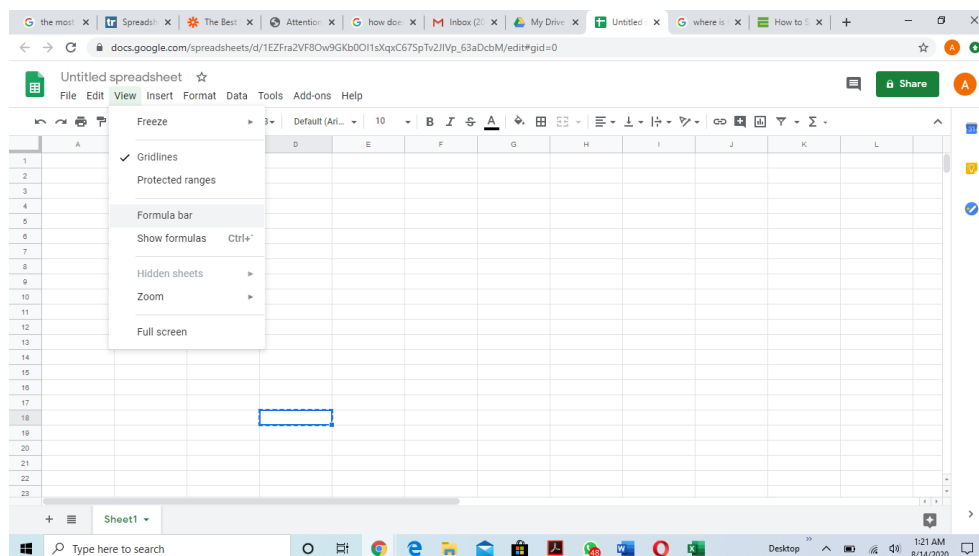 the most
Spreadsh
The Best
Attention
how does
Inbox (20
My Drive
Untitled
where is
How to S
docs.google.com/spreadsheets/d/1EZFra2VF8Ow9GKb0OI1sXqxC67SpTv2JIVp_63aDcbM/edit#gid=0
A
Untitled spreadsheet
Share
A
File Edit View Insert Format Data Tools Add-ons Help
Default (Ari... 10 B I S A
Freeze
Gridlines
Protected ranges
Formula bar
Show formulas Ctrl+`
Hidden sheets
Zoom
Full screen
A D E F G H I J K L
1
2
3
4
5
6
7
8
9
10
11
12
13
14
15
16
17
18
19
20
21
22
23
31
Sheet1
Type here to search
48
Desktop
1:21 AM
8/14/2020